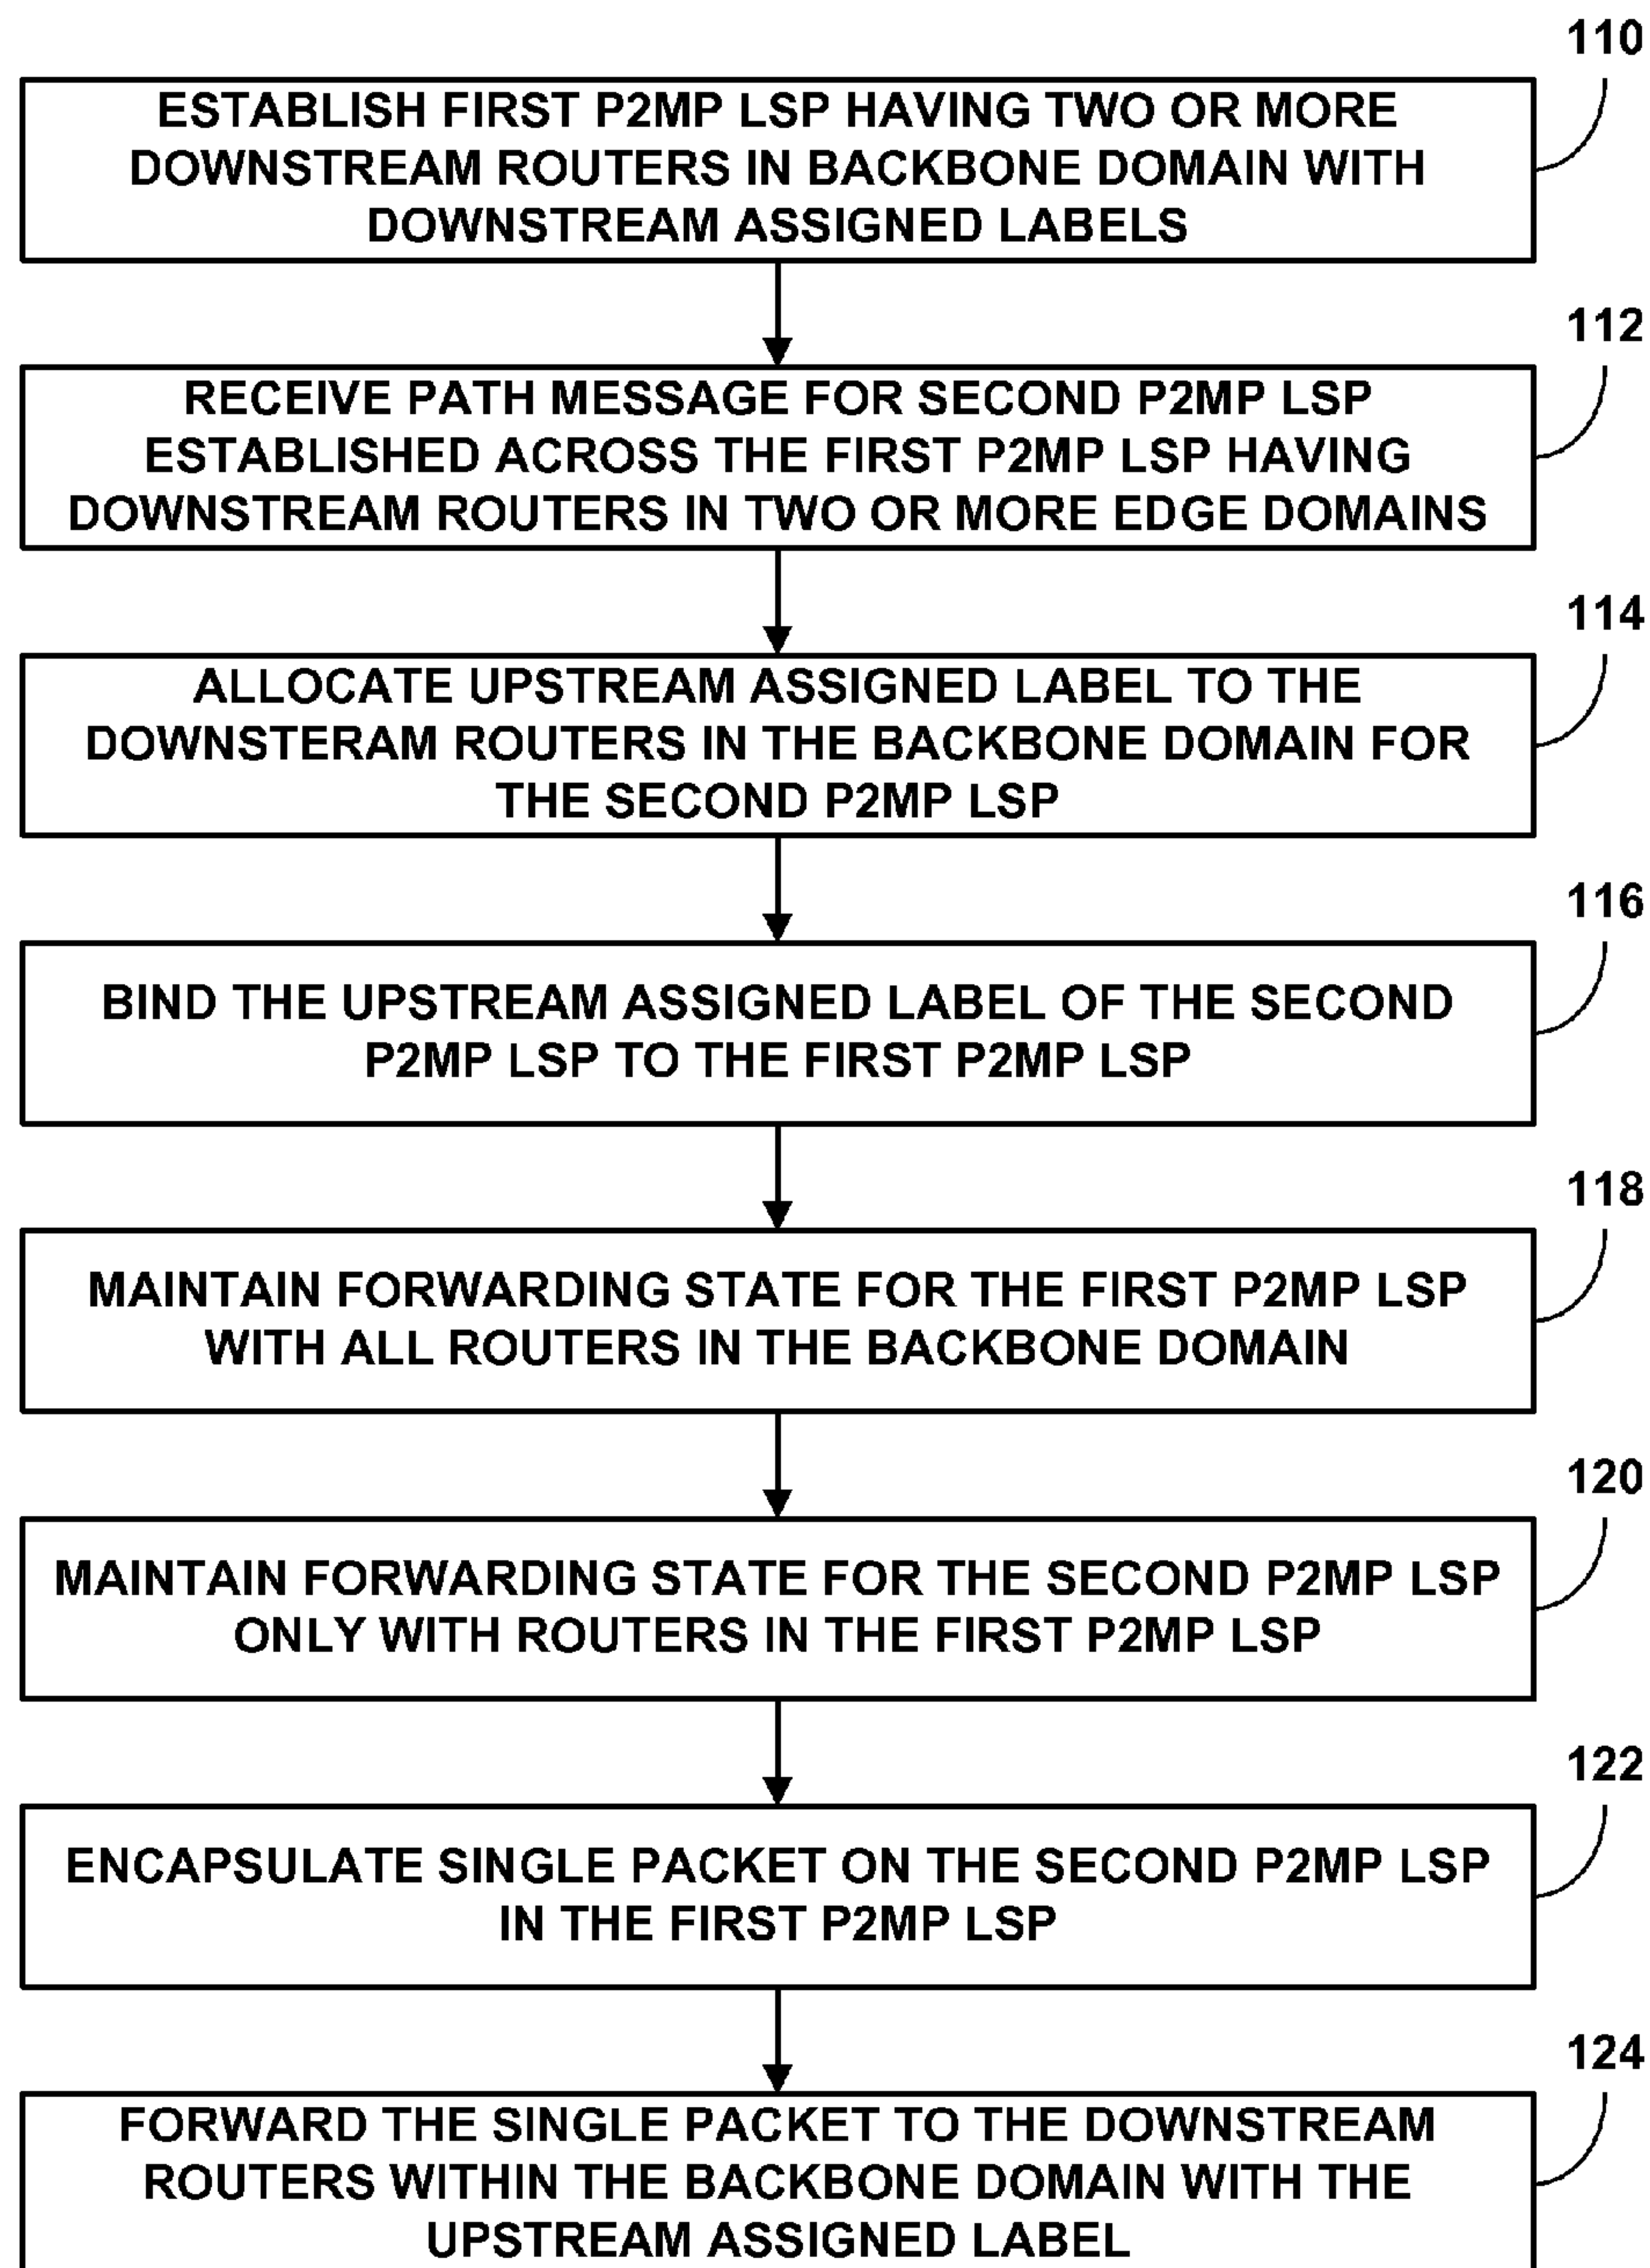 110
ESTABLISH FIRST P2MP LSP HAVING TWO OR MORE
DOWNSTREAM ROUTERS IN BACKBONE DOMAIN WITH
DOWNSTREAM ASSIGNED LABELS
112
RECEIVE PATH MESSAGE FOR SECOND P2MP LSP
ESTABLISHED ACROSS THE FIRST P2MP LSP HAVING
DOWNSTREAM ROUTERS IN TWO OR MORE EDGE DOMAINS
114
ALLOCATE UPSTREAM ASSIGNED LABEL TO THE
DOWNSTERAM ROUTERS IN THE BACKBONE DOMAIN FOR
THE SECOND P2MP LSP
116
BIND THE UPSTREAM ASSIGNED LABEL OF THE SECOND
P2MP LSP TO THE FIRST P2MP LSP
118
MAINTAIN FORWARDING STATE FOR THE FIRST P2MP LSP
WITH ALL ROUTERS IN THE BACKBONE DOMAIN
120
MAINTAIN FORWARDING STATE FOR THE SECOND P2MP LSP
ONLY WITH ROUTERS IN THE FIRST P2MP LSP
122
ENCAPSULATE SINGLE PACKET ON THE SECOND P2MP LSP
IN THE FIRST P2MP LSP
124
FORWARD THE SINGLE PACKET TO THE DOWNSTREAM
ROUTERS WITHIN THE BACKBONE DOMAIN WITH THE
UPSTREAM ASSIGNED LABEL